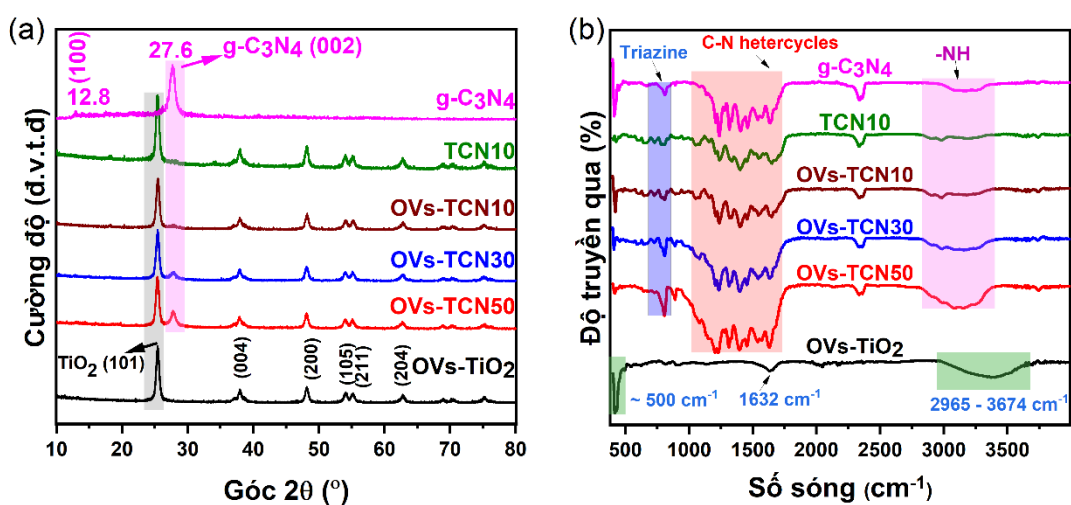 (a)
(100)
12.8
27.6
g-C3N4 (002)
g-C3N4
TCN10
OVs-TCN10
OVs-TCN30
OVs-TCN50
TiO2 (101)
(004)
(200)
(105)
(211)
(204)
OVs-TiO2
10 20 30 40 50 60 70 80
Góc 2θ (°)
Cường độ (đ.v.t.đ)
(b)
Triazine
C-N hetercycles
-NH
g-C3N4
TCN10
OVs-TCN10
OVs-TCN30
OVs-TCN50
OVs-TiO2
~ 500 cm-1
1632 cm-1
2965 - 3674 cm-1
500 1000 1500 2000 2500 3000 3500
Số sóng (cm-1)
Độ truyền qua (%)